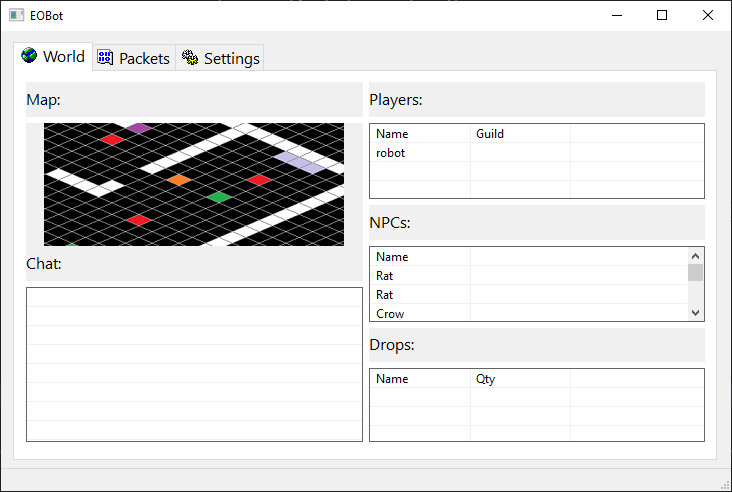 EOBot
World
Packets
Settings
Map:
Chat:
Players:
Name Guild
robot
NPCs:
Name
Rat
Rat
Crow
Drops:
Name Qty